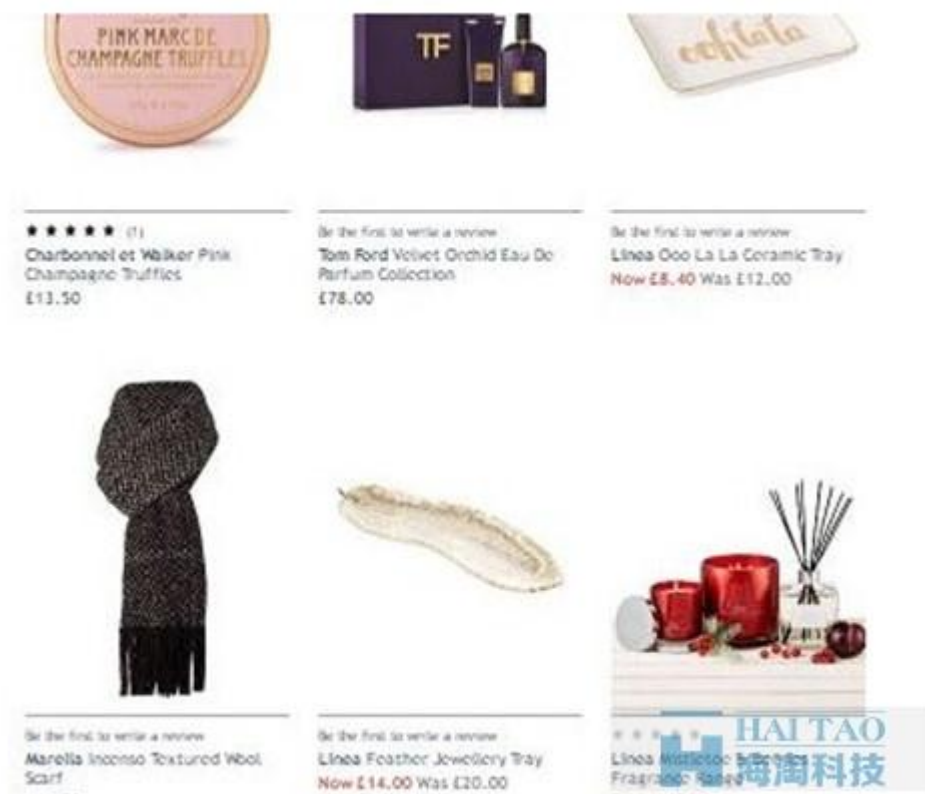 PINK MARC DE
CHAMPAGNE TRUFFLES
TF
ooh la la
★★★★★ (1)
Charbonnel et Walker Pink
Champagne Truffles
£13.50
Be the first to write a review
Tom Ford Velvet Orchid Eau De
Parfum Collection
£78.00
Be the first to write a review
Linea Ooo La La Ceramic Tray
Now £8.40 Was £12.00
Be the first to write a review
Marella Incenso Textured Wool
Scarf
Be the first to write a review
Linea Feather Jewellery Tray
Now £14.00 Was £20.00
Linea Mistletoe & Berries
Fragrance Range
HAI TAO
海淘科技